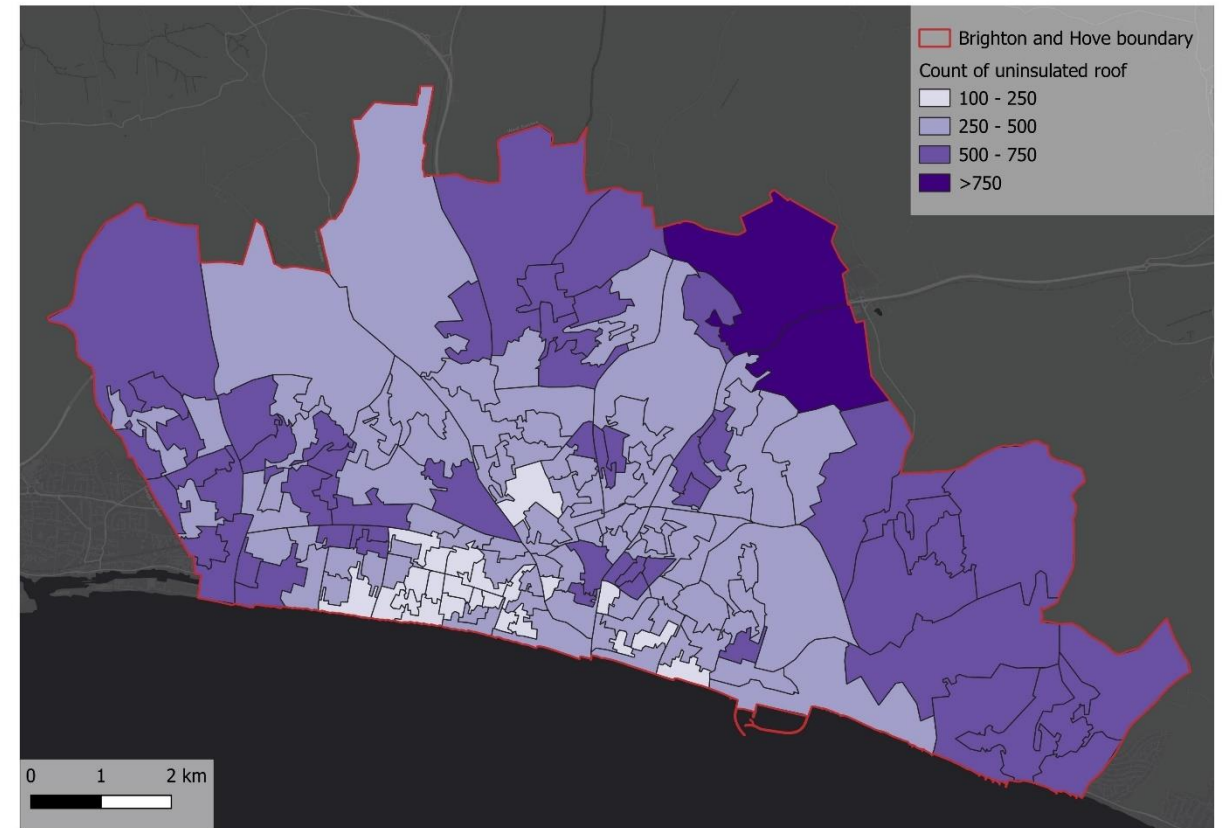 Brighton and Hove boundary
Count of uninsulated roof
100 - 250
250 - 500
500 - 750
>750
0 1 2 km